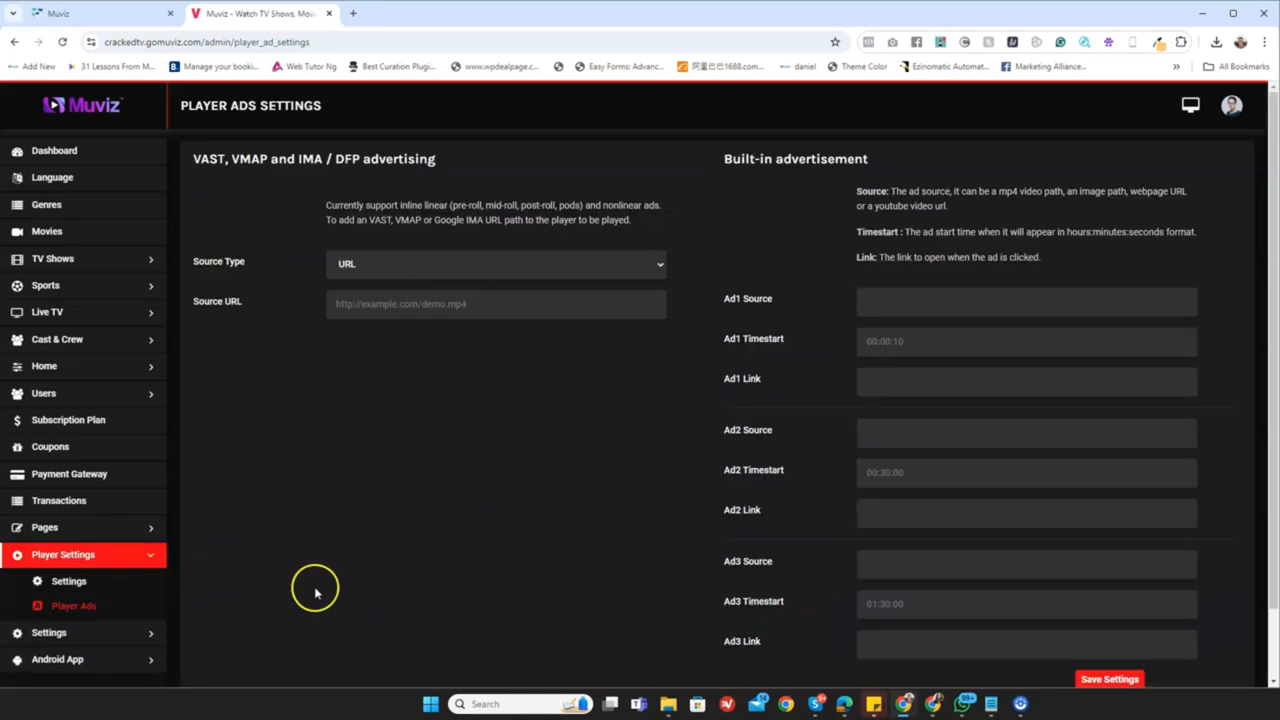 Muviz
Muviz - Watch TV Shows, Mov
crackedtv.gomuviz.com/admin/player_ad_settings
Add New
31 Lessons From M...
Manage your booki...
Web Tutor Ng
Best Curation Plugi...
www.wpdealpage.c...
Easy Forms: Advanc...
阿里巴巴1688.com...
daniel
Theme Color
Ezinomatic Automat...
Marketing Alliance...
All Bookmarks
Muviz
PLAYER ADS SETTINGS
Dashboard
Language
Genres
Movies
TV Shows
Sports
Live TV
Cast & Crew
Home
Users
Subscription Plan
Coupons
Payment Gateway
Transactions
Pages
Player Settings
Settings
Player Ads
Settings
Android App
VAST, VMAP and IMA / DFP advertising
Currently support inline linear (pre-roll, mid-roll, post-roll, pods) and nonlinear ads.
To add an VAST, VMAP or Google IMA URL path to the player to be played.
Source Type
URL
Source URL
http://example.com/demo.mp4
Built-in advertisement
Source: The ad source, it can be a mp4 video path, an image path, webpage URL
or a youtube video url.
Timestart : The ad start time when it will appear in hours:minutes:seconds format.
Link: The link to open when the ad is clicked.
Ad1 Source
Ad1 Timestart
00:00:10
Ad1 Link
Ad2 Source
Ad2 Timestart
00:30:00
Ad2 Link
Ad3 Source
Ad3 Timestart
01:30:00
Ad3 Link
Save Settings
Search
14
9+
99+